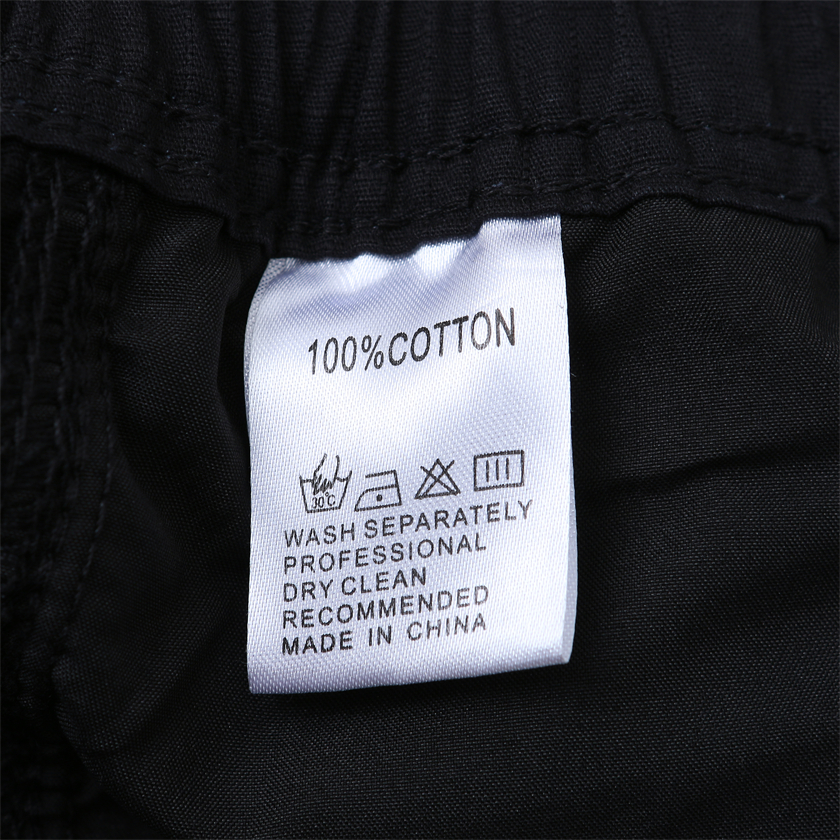 100%COTTON
30°C
WASH SEPARATELY
PROFESSIONAL
DRY CLEAN
RECOMMENDED
MADE IN CHINA